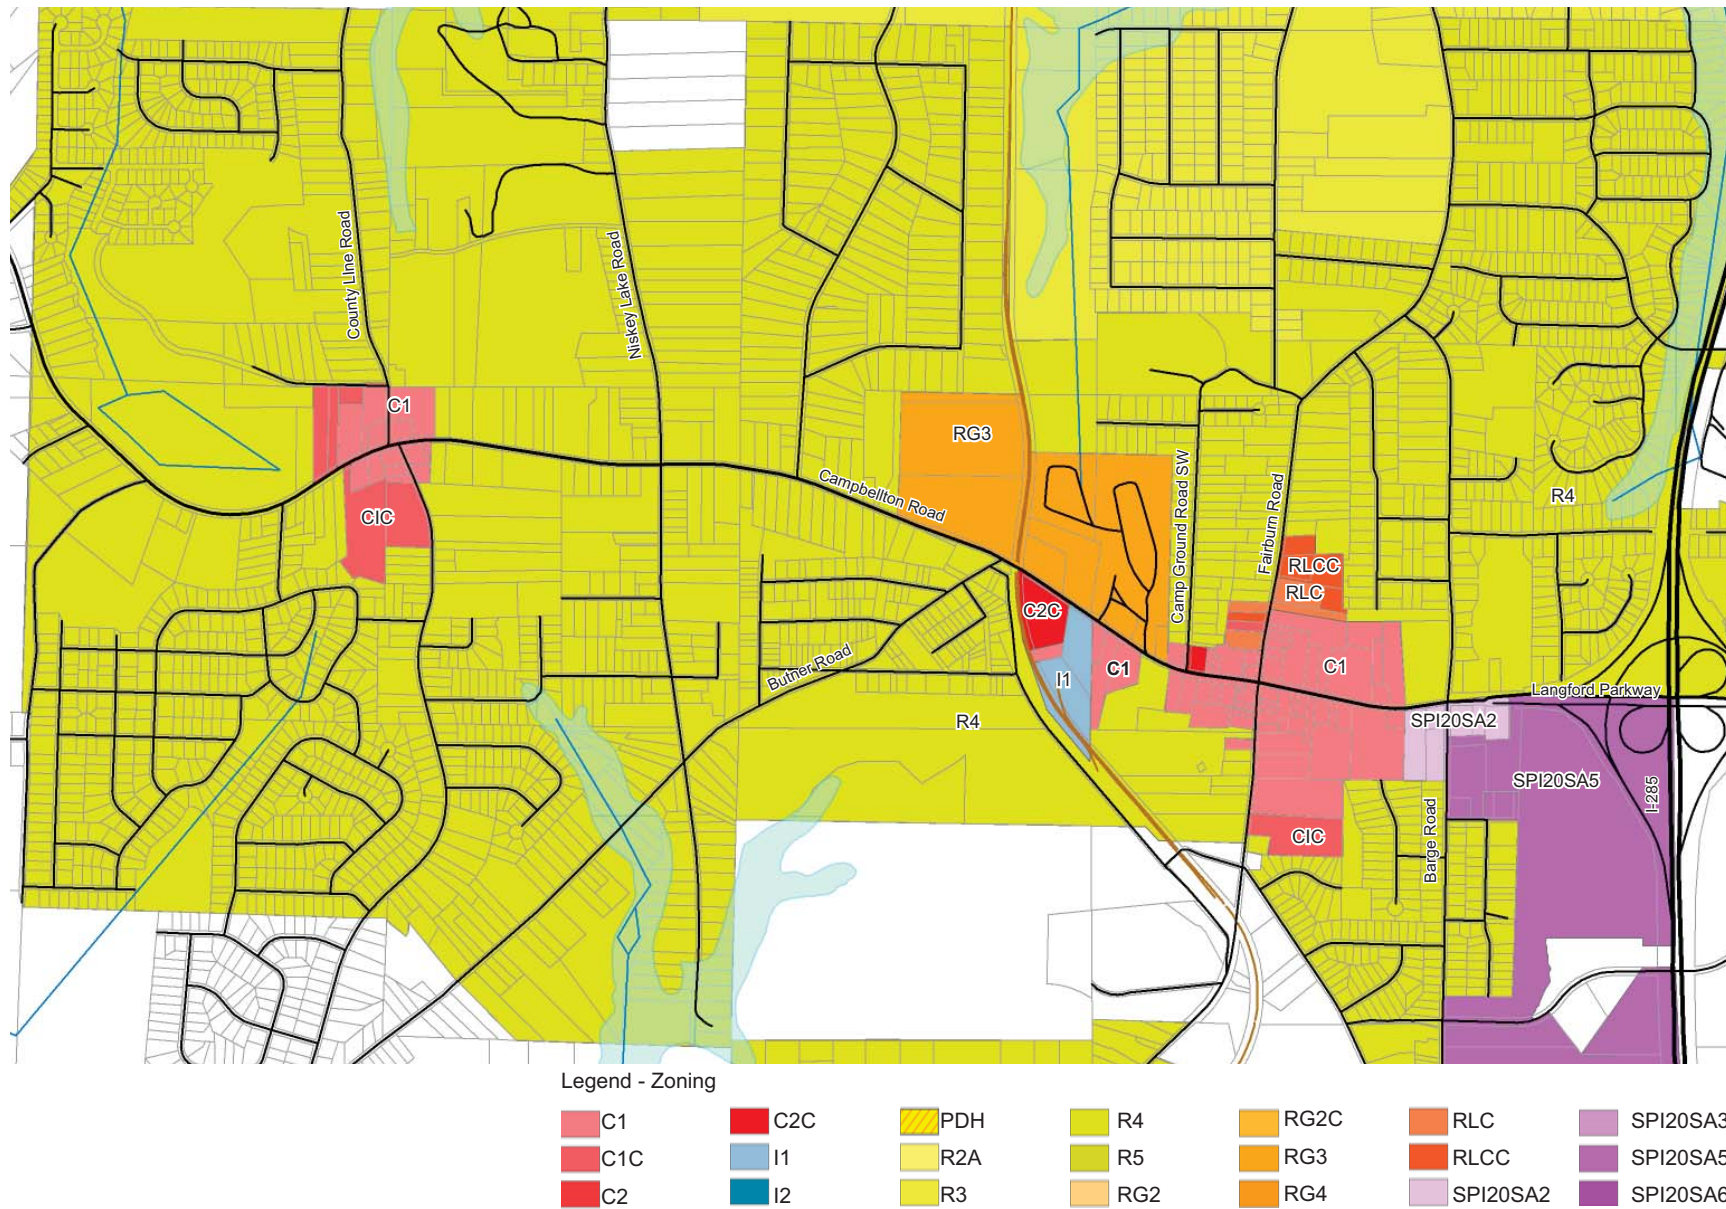 County LIne Road
Niskey Lake Road
C1
CIC
RG3
Campbellton Road
Camp Ground Road SW
Fairburn Road
R4
RLCC
RLC
C2C
Butner Road
I1
C1
C1
R4
Langford Parkway
SPI20SA2
SPI20SA5
I-285
Barge Road
CIC
Legend - Zoning
C1
C2C
PDH
R4
RG2C
RLC
SPI20SA3
C1C
I1
R2A
R5
RG3
RLCC
SPI20SA5
C2
I2
R3
RG2
RG4
SPI20SA2
SPI20SA6